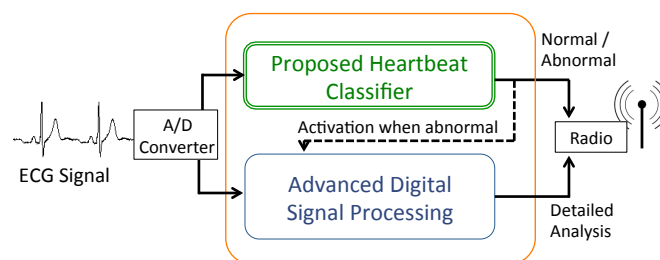 Proposed Heartbeat
Classifier
Normal /
Abnormal
A/D
Converter
Activation when abnormal
Radio
ECG Signal
Advanced Digital
Signal Processing
Detailed
Analysis